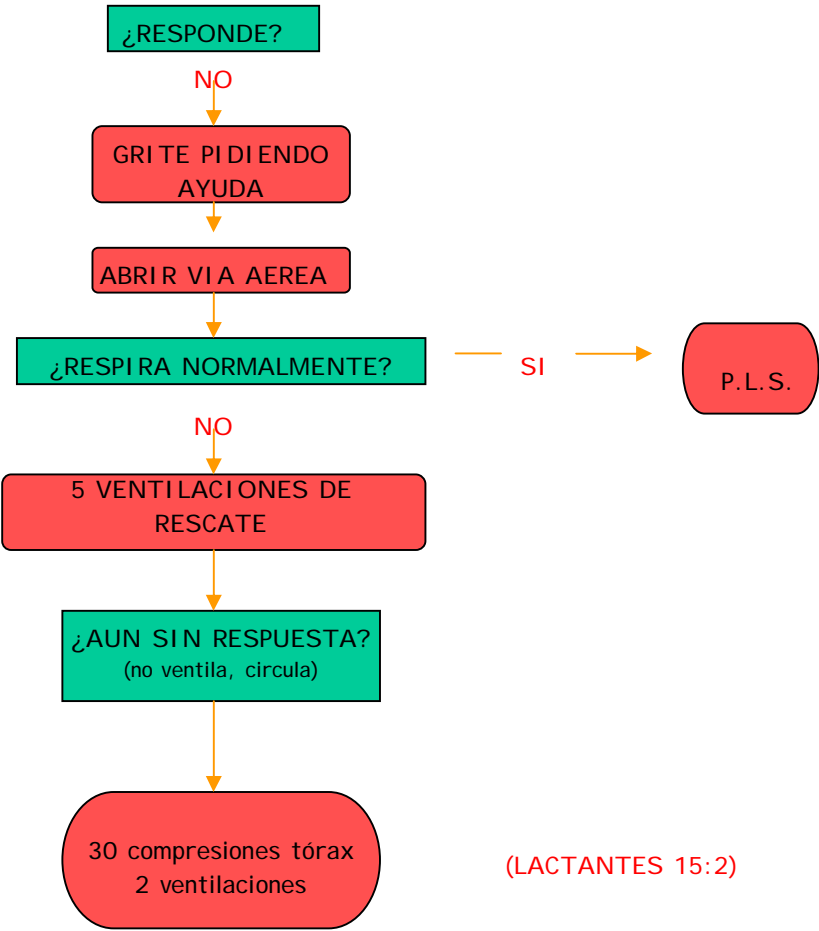 ¿RESPONDE?
NO
GRITE PIDIENDO
AYUDA
ABRIR VIA AEREA
¿RESPIRA NORMALMENTE?
SI
P.L.S.
NO
5 VENTILACIONES DE
RESCATE
¿AUN SIN RESPUESTA?
(no ventila, circula)
30 compresiones tórax
2 ventilaciones
(LACTANTES 15:2)